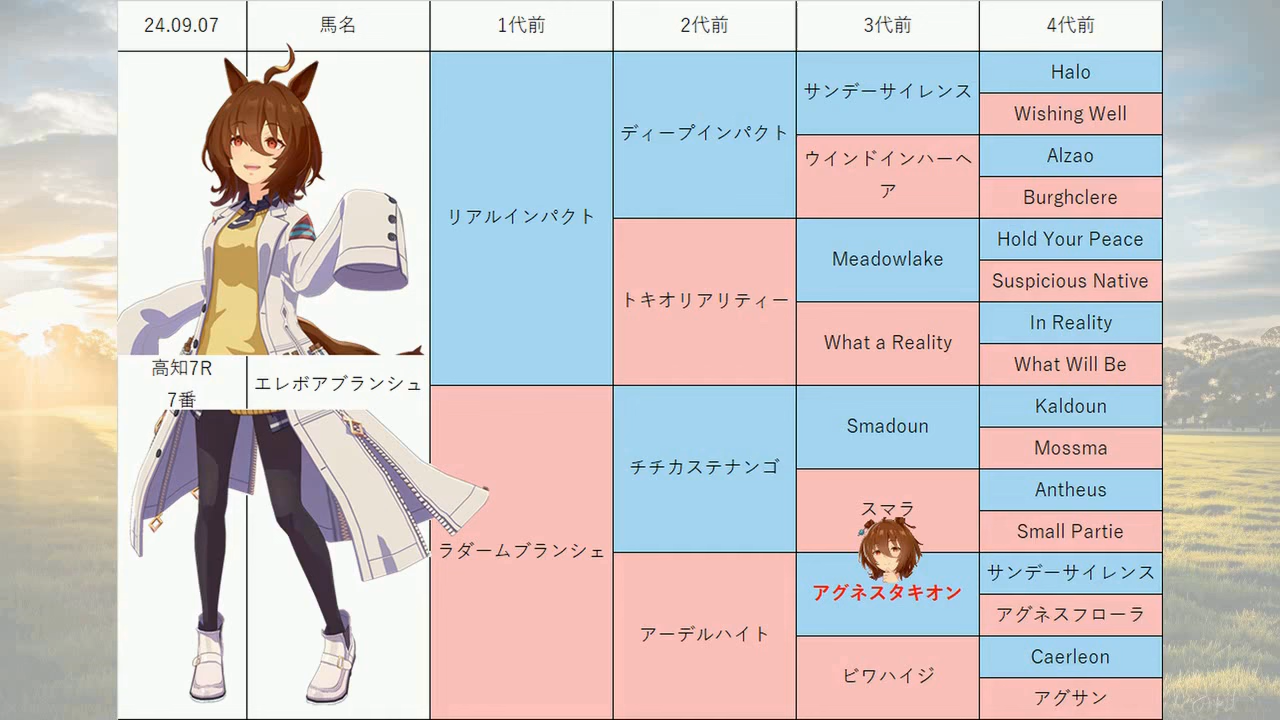 24.09.07
馬名
1代前
2代前
3代前
4代前
高知7R
7番
エレボアブランシュ
リアルインパクト
ラダームブランシェ
ディープインパクト
トキオリアリティー
チチカステナンゴ
アーデルハイト
サンデーサイレンス
ウインドインハーヘ
ア
Meadowlake
What a Reality
Smadoun
スマラ
アグネスタキオン
ビワハイジ
Halo
Wishing Well
Alzao
Burghclere
Hold Your Peace
Suspicious Native
In Reality
What Will Be
Kaldoun
Mossma
Antheus
Small Partie
サンデーサイレンス
アグネスフローラ
Caerleon
アグサン